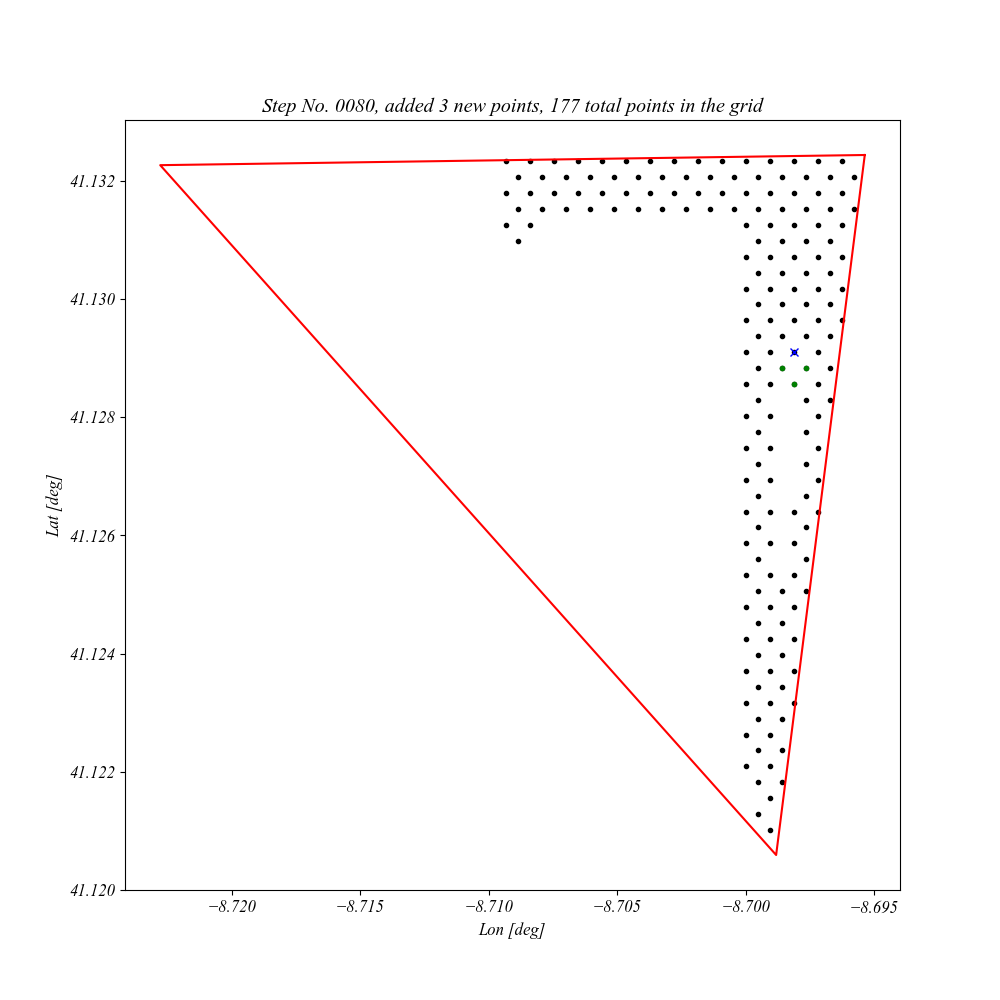 Step No. 0080, added 3 new points, 177 total points in the grid
41.132
41.130
41.128
41.126
41.124
41.122
41.120
Lat [deg]
−8.720 −8.715 −8.710 −8.705 −8.700 −8.695
Lon [deg]